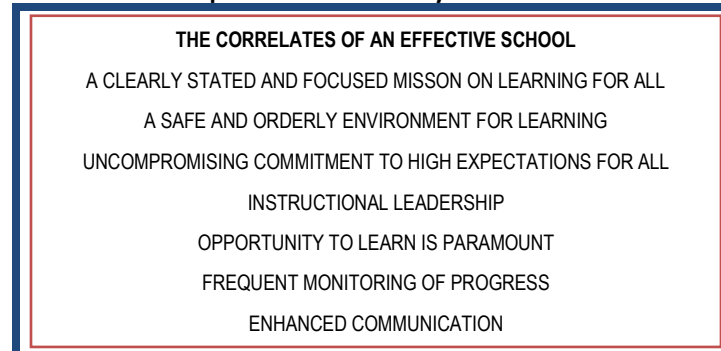 THE CORRELATES OF AN EFFECTIVE SCHOOL
A CLEARLY STATED AND FOCUSED MISSON ON LEARNING FOR ALL
A SAFE AND ORDERLY ENVIRONMENT FOR LEARNING
UNCOMPROMISING COMMITMENT TO HIGH EXPECTATIONS FOR ALL
INSTRUCTIONAL LEADERSHIP
OPPORTUNITY TO LEARN IS PARAMOUNT
FREQUENT MONITORING OF PROGRESS
ENHANCED COMMUNICATION